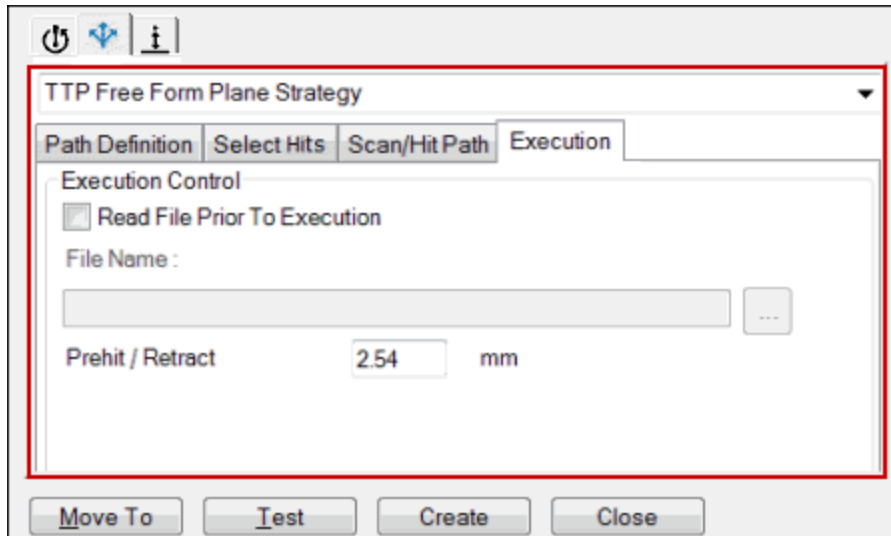 TTP Free Form Plane Strategy
Path Definition Select Hits Scan/Hit Path Execution
Execution Control
Read File Prior To Execution
File Name :
...
Prehit / Retract 2.54 mm
Move To Test Create Close